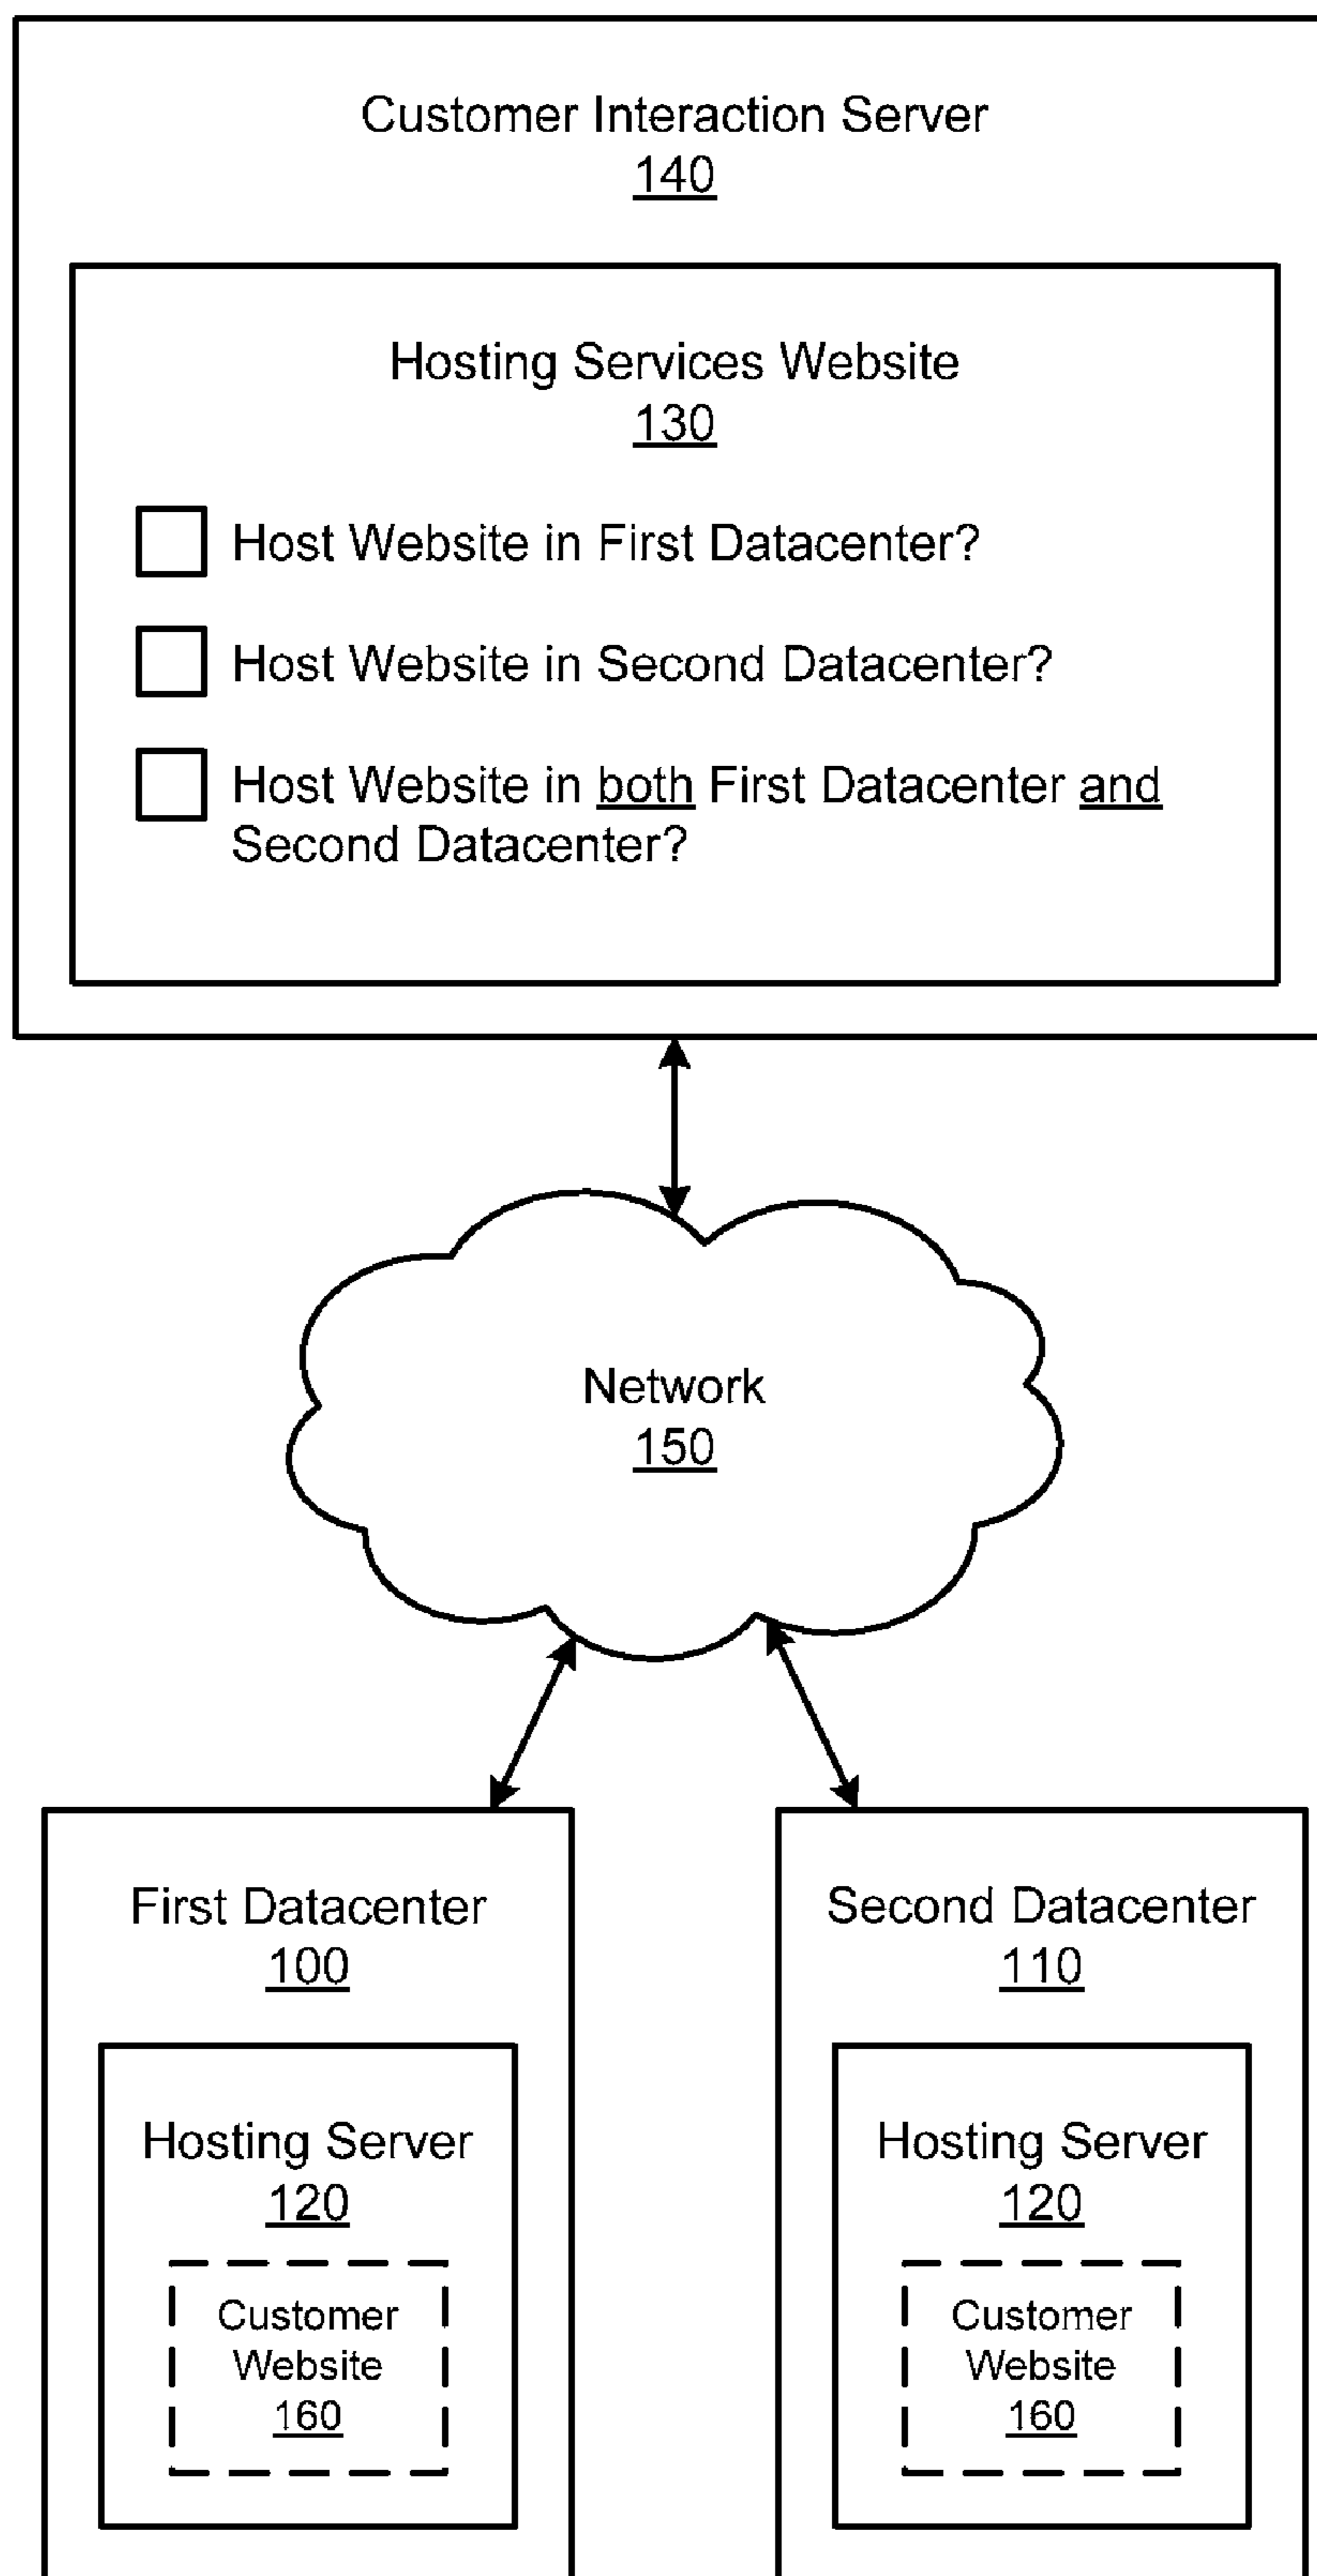 Customer Interaction Server
140
Hosting Services Website
130
Host Website in First Datacenter?
Host Website in Second Datacenter?
Host Website in both First Datacenter and
Second Datacenter?
Network
150
First Datacenter
100
Hosting Server
120
Customer
Website
160
Second Datacenter
110
Hosting Server
120
Customer
Website
160